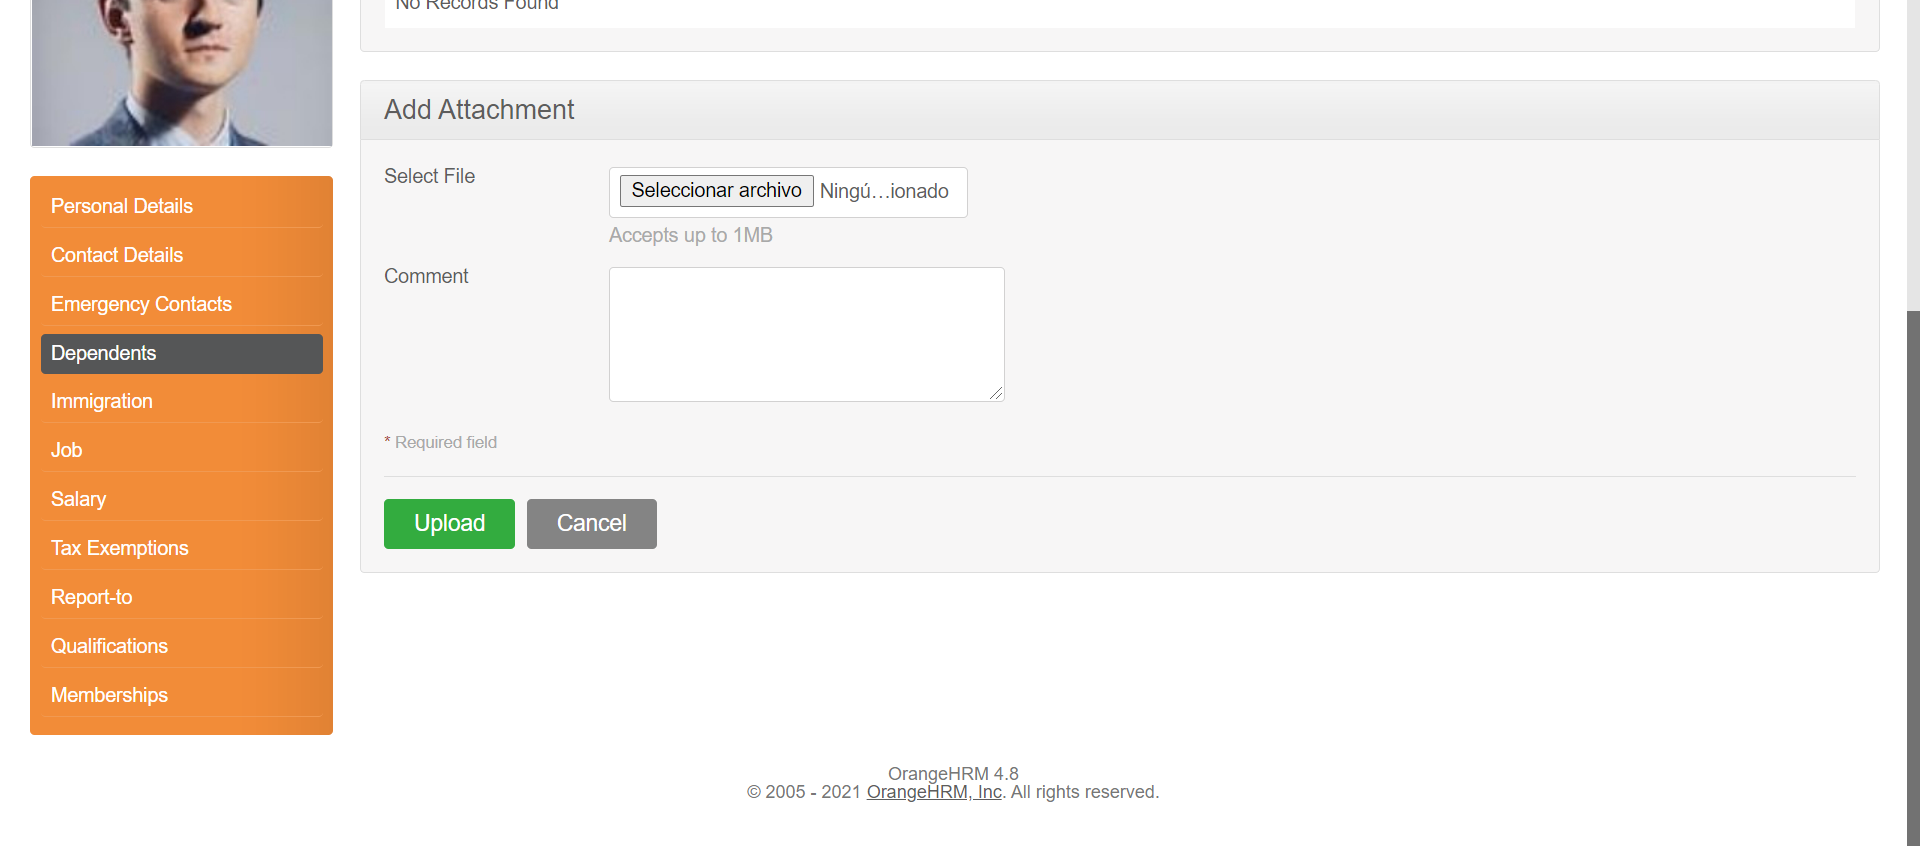 No Records Found
Add Attachment
Select File
Seleccionar archivo Ningú...ionado
Accepts up to 1MB
Comment
* Required field
Upload Cancel
Personal Details
Contact Details
Emergency Contacts
Dependents
Immigration
Job
Salary
Tax Exemptions
Report-to
Qualifications
Memberships
OrangeHRM 4.8
© 2005 - 2021 OrangeHRM, Inc. All rights reserved.